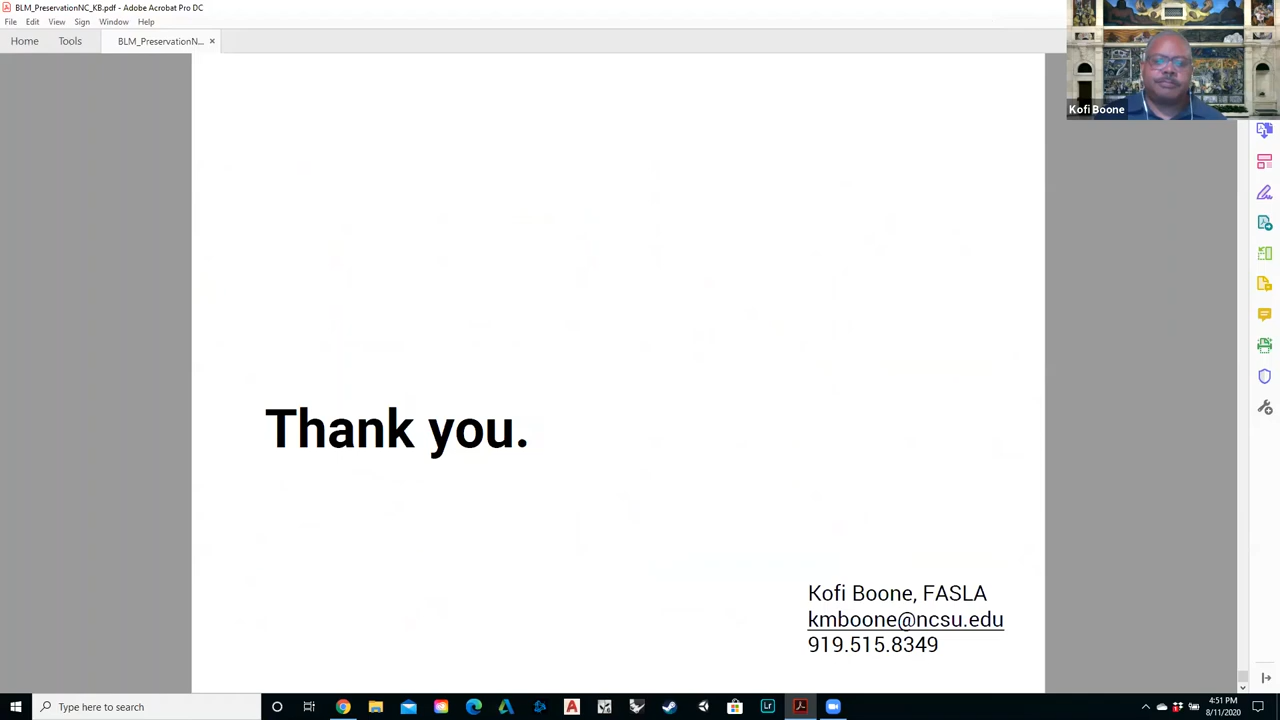 BLM_PreservationNC_KB.pdf - Adobe Acrobat Pro DC
File Edit View Sign Window Help
Home Tools BLM_PreservationN... ×
Kofi Boone
Thank you.
Kofi Boone, FASLA
kmboone@ncsu.edu
919.515.8349
Type here to search
4:51 PM
8/11/2020